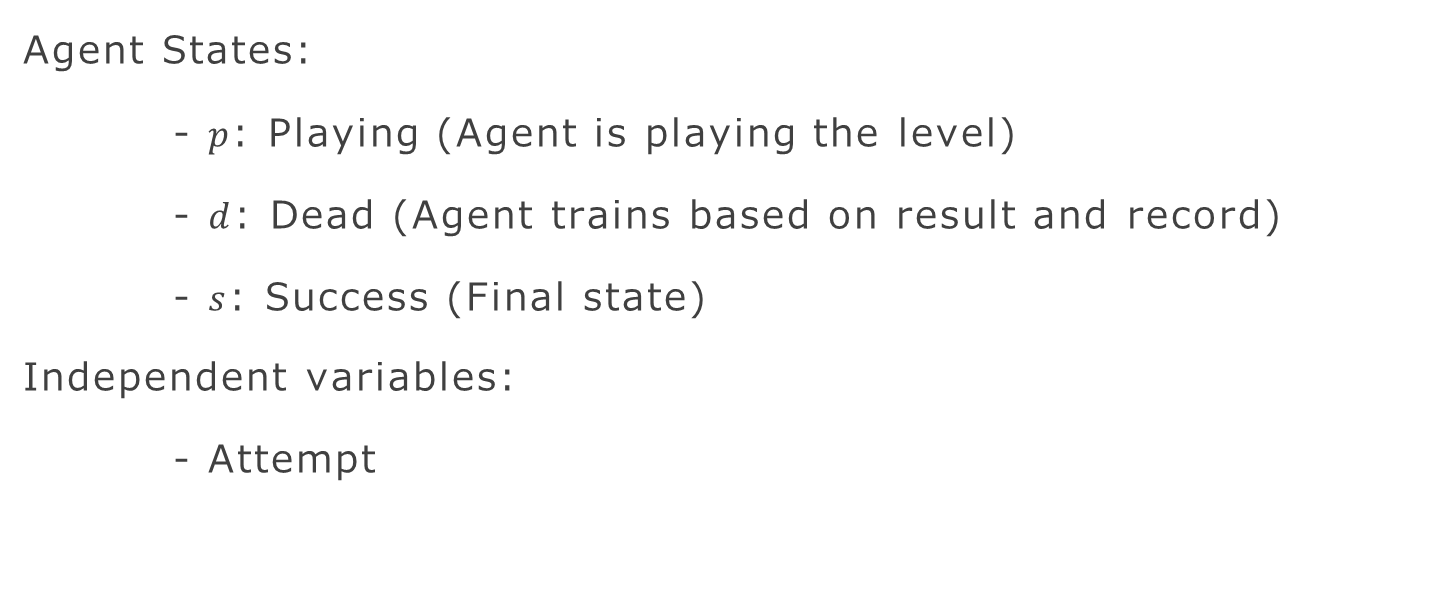 Agent States:
- p: Playing (Agent is playing the level)
- d: Dead (Agent trains based on result and record)
- s: Success (Final state)
Independent variables:
- Attempt